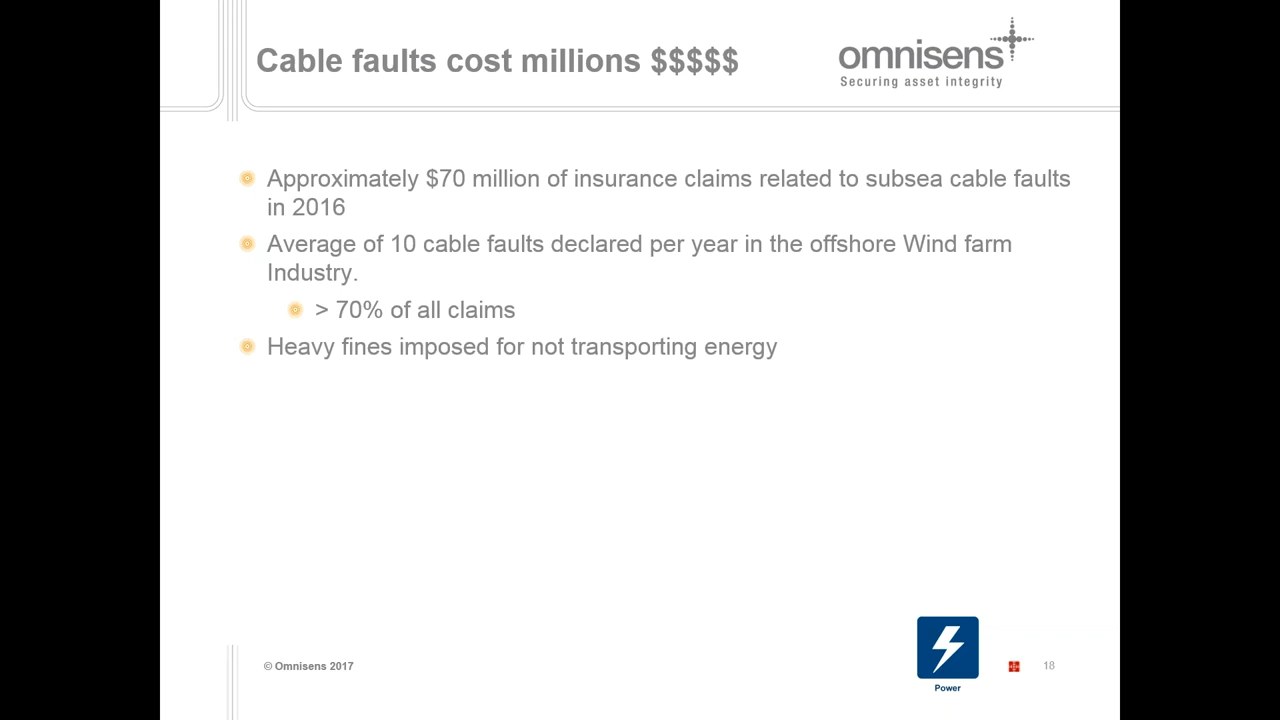 Cable faults cost millions $$$$$
omnisens
Securing asset integrity
Approximately $70 million of insurance claims related to subsea cable faults
in 2016
Average of 10 cable faults declared per year in the offshore Wind farm
Industry.
> 70% of all claims
Heavy fines imposed for not transporting energy
© Omnisens 2017
Power
18